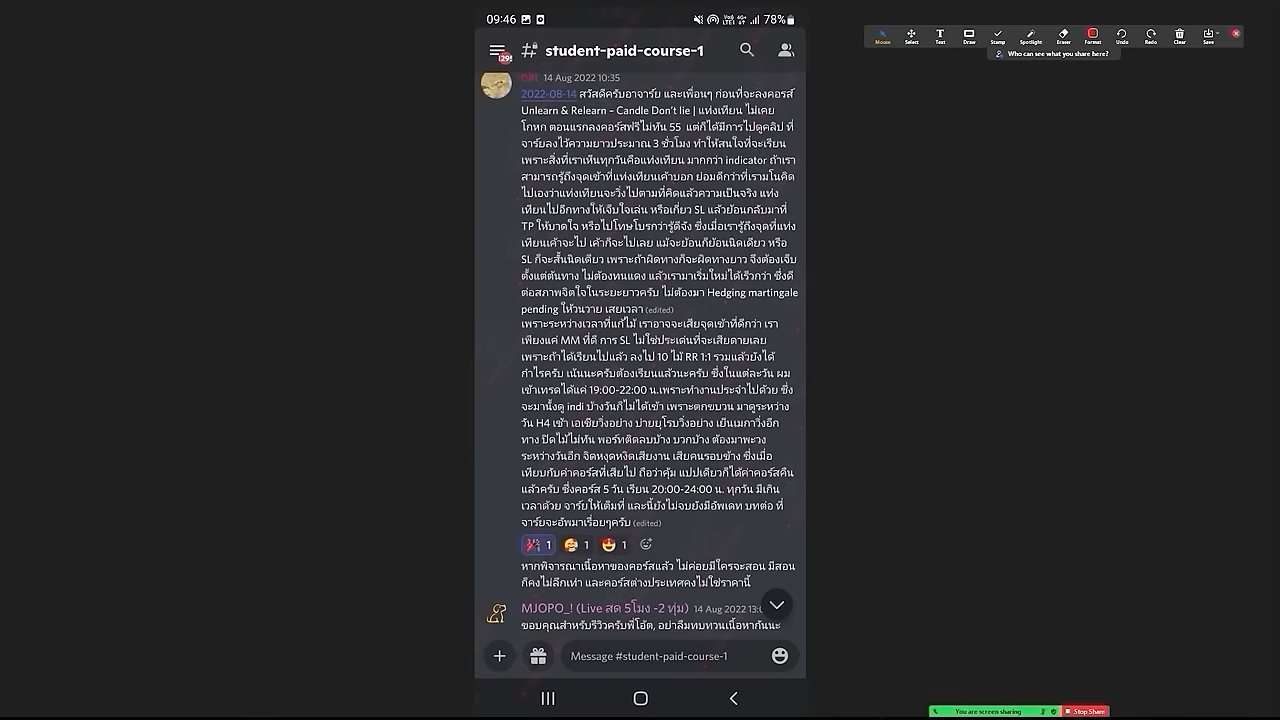 09:46
Vo) 4G+ LTE1 78%
Mouse Select Text Draw Stamp Spotlight Eraser Format Undo Redo Clear Save
Who can see what you share here?
student-paid-course-1
14 Aug 2022 10:35
2022-08-14 สวัสดีครับอาจารย์ และเพื่อนๆ ก่อนที่จะลงคอรส์
Unlearn & Relearn – Candle Don't lie | แท่งเทียน ไม่เคย
โกหก ตอนแรกลงคอร์สฟรีไม่ทัน 55 แต่ก็ได้มีการไปดูคลิป ที่
จาร์ยลงไว้ความยาวประมาณ 3 ชั่วโมง ทำให้สนใจที่จะเรียน
เพราะสิ่งที่เราเห็นทุกวันคือแท่งเทียน มากกว่า indicator ถ้าเรา
สามารถรู้ถึงจุดเข้าที่แท่งเทียนเค้าบอก ย่อมดีกว่าที่เรามโนคิด
ไปเองว่าแท่งเทียนจะวิ่งไปตามที่คิดแล้วความเป็นจริง แท่ง
เทียนไปอีกทางให้เจ็บใจเล่น หรือเกี่ยว SL แล้วย้อนกลับมาที่
TP ให้บาดใจ หรือไปโทษโบรกว่ารู้ดีจัง ซึ่งเมื่อเรารู้ถึงจุดที่แท่ง
เทียนเค้าจะไป เค้าก็จะไปเลย แม้จะย้อนก็ย้อนนิดเดียว หรือ
SL ก็จะสั้นนิดเดียว เพราะถ้าผิดทางก็จะผิดทางยาว จึงต้องเจ็บ
ตั้งแต่ต้นทาง ไม่ต้องทนแดง แล้วเรามาเริ่มใหม่ได้เร็วกว่า ซึ่งดี
ต่อสภาพจิตใจในระยะยาวครับ ไม่ต้องมา Hedging martingale
pending ให้วุ่นวาย เสยเวลา (edited)
เพราะระหว่างเวลาที่แก้ไม้ เราอาจจะเสียจุดเข้าที่ดีกว่า เรา
เพียงแค่ MM ที่ดี การ SL ไม่ใช่ประเด่นที่จะเสียดายเลย
เพราะถ้าได้เรียนไปแล้ว ลงไป 10 ไม้ RR 1:1 รวมแล้วยังได้
กำไรครับ เน้นนะครับต้องเรียนแล้วนะครับ ซึ่งในแต่ละวัน ผม
เข้าเทรดได้แค่ 19:00-22:00 น.เพราะทำงานประจำไปด้วย ซึ่ง
จะมานั้งดู indi บ้างวันก็ไม่ได้เข้า เพราะตกขบวน มาดูระหว่าง
วัน H4 เช้า เอเชียวิ่งอย่าง บ่ายยุโรบวิ่งอย่าง เย็นเมกาวิ่งอีก
ทาง ปิดไม้ไม่ทัน พอร์ทติดลบบ้าง บวกบ้าง ต้องมาพะวง
ระหว่างวันอีก จิดหงุดหงิดเสียงาน เสียคนรอบข้าง ซึ่งเมื่อ
เทียบกับค่าคอร์สที่เสียไป ถือว่าคุ้ม แปปเดียวก็ได้ค่าคอร์สคืน
แล้วครับ ซึ่งคอร์ส 5 วัน เรียน 20:00-24:00 น. ทุกวัน มีเกิน
เวลาด้วย จาร์ยให้เต็มที่ และนี้ยังไม่จบยังมีอัพเดท บทต่อ ที่
จาร์ยจะอัพมาเรื่อยๆครับ (edited)
1 1 1
หากพิจารณาเนื้อหาของคอร์สแล้ว ไม่ค่อยมีใครจะสอน มีสอน
ก็คงไม่ลึกเท่า และคอร์สต่างประเทศคงไม่ใช่ราคานี้
MJOPO_! (Live สด 5โมง -2 ทุ่ม) 14 Aug 2022
ขอบคุณสำหรับรีวิวครับพี่โอ้ต, อย่าลืมทบทวนเนื้อหากันนะ
Message #student-paid-course-1
You are screen sharing Stop Share